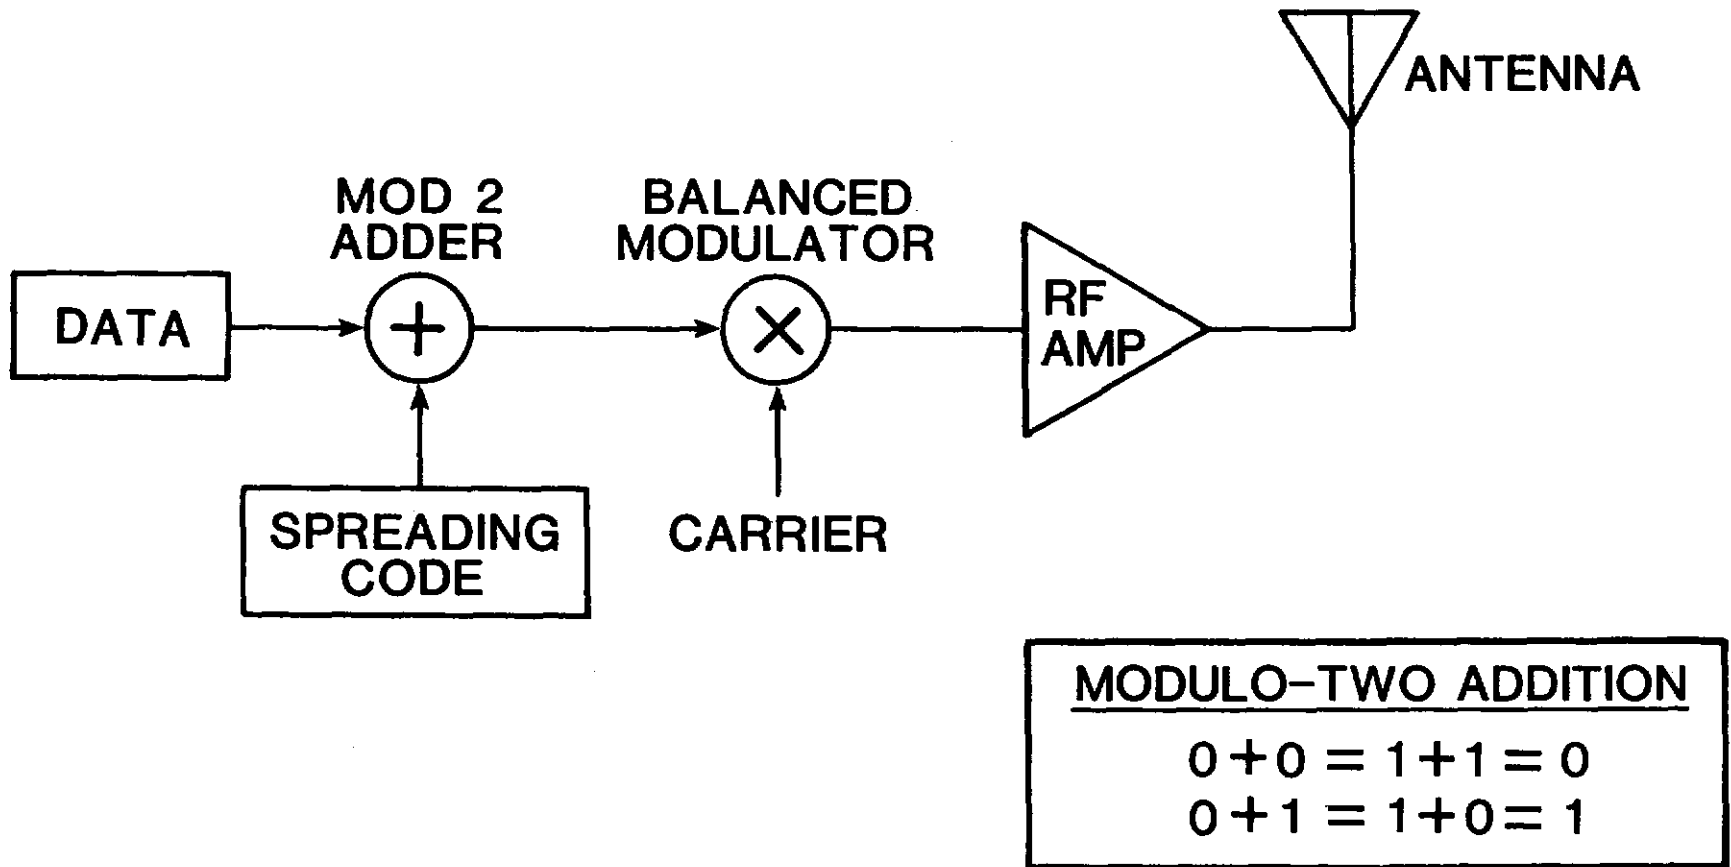 ANTENNA
MOD 2
ADDER
BALANCED
MODULATOR
DATA
+
×
RF
AMP
SPREADING
CODE
CARRIER
MODULO-TWO ADDITION
0+0 = 1+1 = 0
0+1 = 1+0 = 1